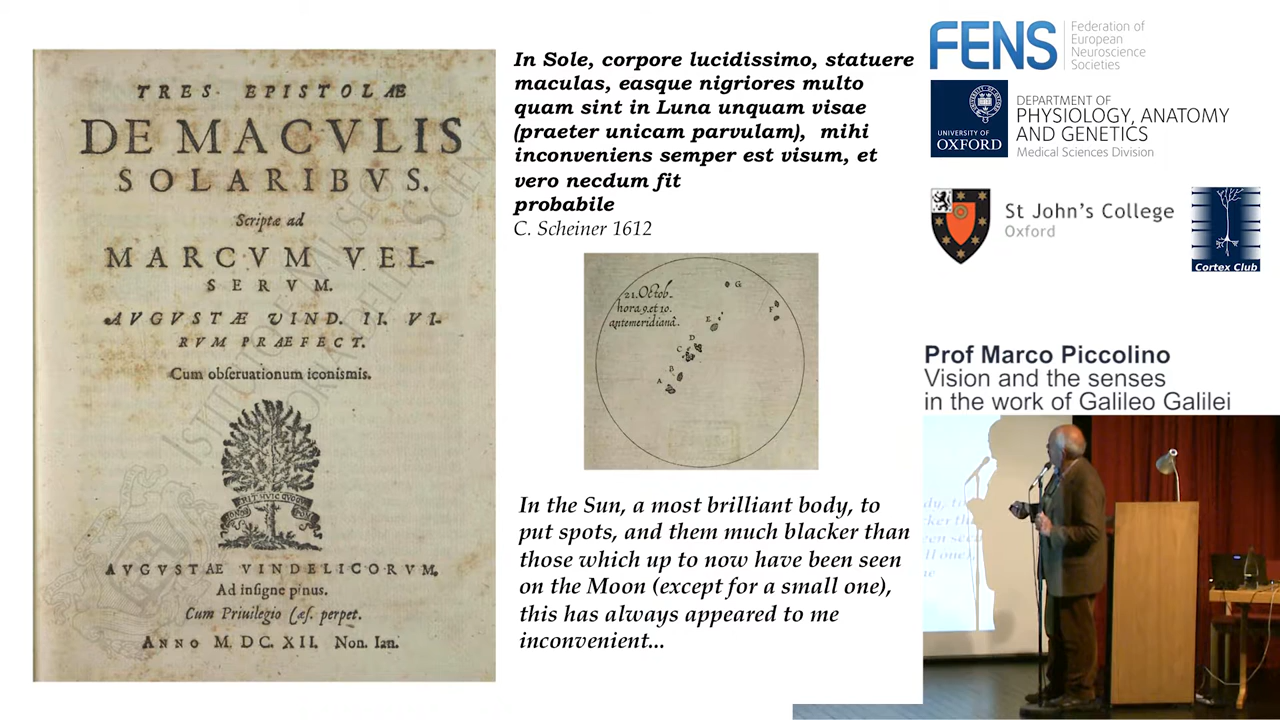 TRES EPISTOLÆ
DE MACVLIS
SOLARIBVS.
Scriptæ ad
MARCVM VEL-
SERVM.
AVGVSTÆ VIND. II. VI-
RVM PRÆFECT.
Cum obseruationum iconismis.
AVGVSTAE VINDELICORVM.
Ad insigne pinus.
Cum Priuilegio Cæs. perpet.
ANNO M. DC. XII. Non. Ian.
In Sole, corpore lucidissimo, statuere
maculas, easque nigriores multo
quam sint in Luna unquam visae
(praeter unicam parvulam), mihi
inconveniens semper est visum, et
vero necdum fit
probabile
C. Scheiner 1612
21. Octob.
hora 9. et 10.
antemeridiana.
G
F
E
D
C
B
A
In the Sun, a most brilliant body, to
put spots, and them much blacker than
those which up to now have been seen
on the Moon (except for a small one),
this has always appeared to me
inconvenient...
FENS
Federation of
European
Neuroscience
Societies
UNIVERSITY OF
OXFORD
DEPARTMENT OF
PHYSIOLOGY, ANATOMY
AND GENETICS
Medical Sciences Division
St John's College
Oxford
Cortex Club
Prof Marco Piccolino
Vision and the senses
in the work of Galileo Galilei